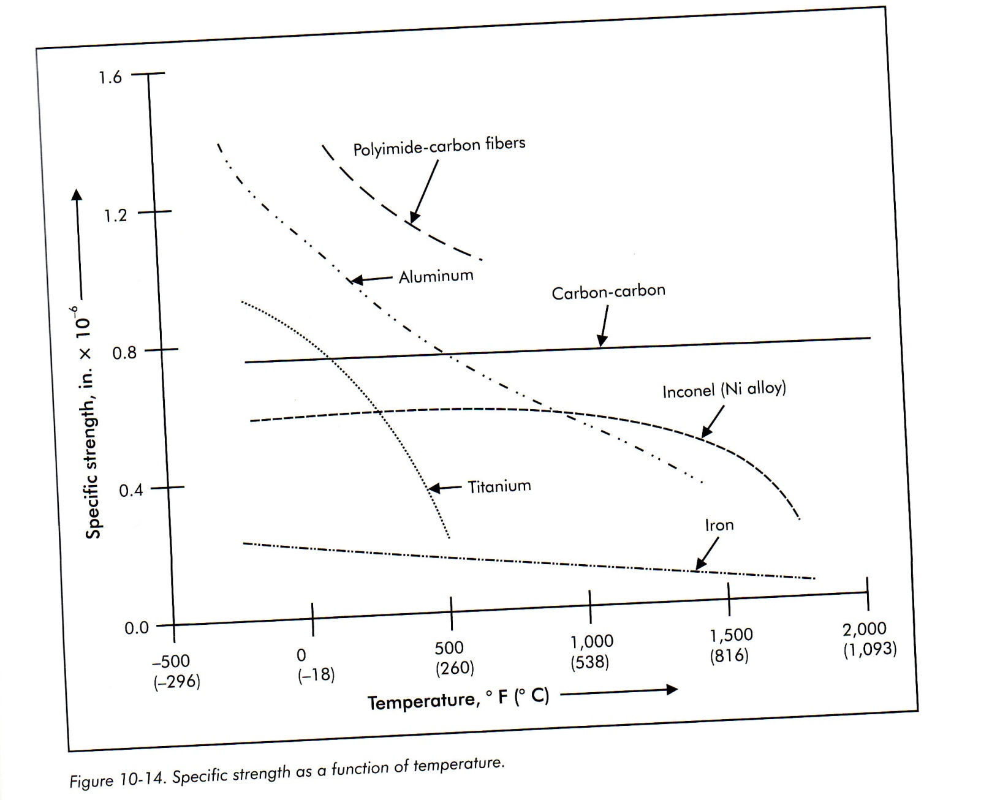 1.6
Polyimide-carbon fibers
1.2
Aluminum
Carbon-carbon
0.8
Inconel (Ni alloy)
0.4
Titanium
Iron
0.0
Specific strength, in. × 10⁻⁶
–500 0 500 1,000 1,500 2,000
(–296) (–18) (260) (538) (816) (1,093)
Temperature, ° F (° C)
Figure 10-14. Specific strength as a function of temperature.